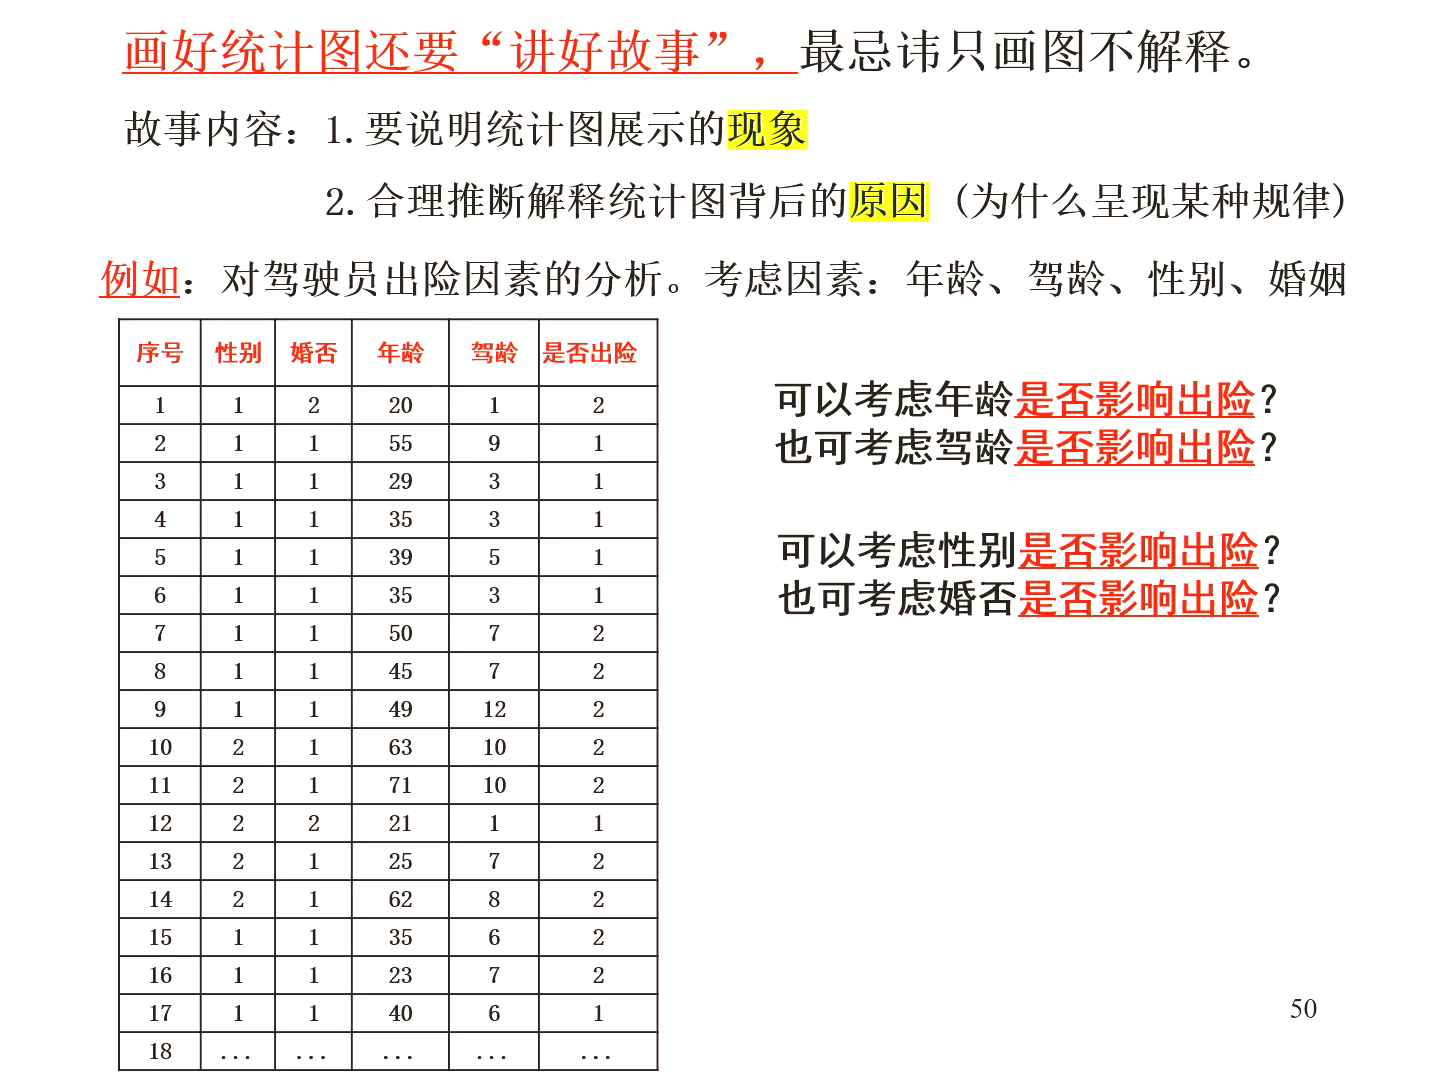 画好统计图还要“讲好故事”，最忌讳只画图不解释。
故事内容：1.要说明统计图展示的现象
2.合理推断解释统计图背后的原因（为什么呈现某种规律）
例如：对驾驶员出险因素的分析。考虑因素：年龄、驾龄、性别、婚姻
序号 性别 婚否 年龄 驾龄 是否出险
1 1 2 20 1 2
2 1 1 55 9 1
3 1 1 29 3 1
4 1 1 35 3 1
5 1 1 39 5 1
6 1 1 35 3 1
7 1 1 50 7 2
8 1 1 45 7 2
9 1 1 49 12 2
10 2 1 63 10 2
11 2 1 71 10 2
12 2 2 21 1 1
13 2 1 25 7 2
14 2 1 62 8 2
15 1 1 35 6 2
16 1 1 23 7 2
17 1 1 40 6 1
18 ... ... ... ... ...
可以考虑年龄是否影响出险？
也可考虑驾龄是否影响出险？
可以考虑性别是否影响出险？
也可考虑婚否是否影响出险？
50